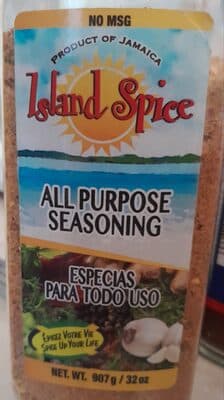 NO MSG
PRODUCT OF JAMAICA
Island Spice
ALL PURPOSE
SEASONING
ESPECIAS
PARA TODO USO
Epicez Votre Vie
Spice Up Your Life
NET. WT. 907g / 32oz